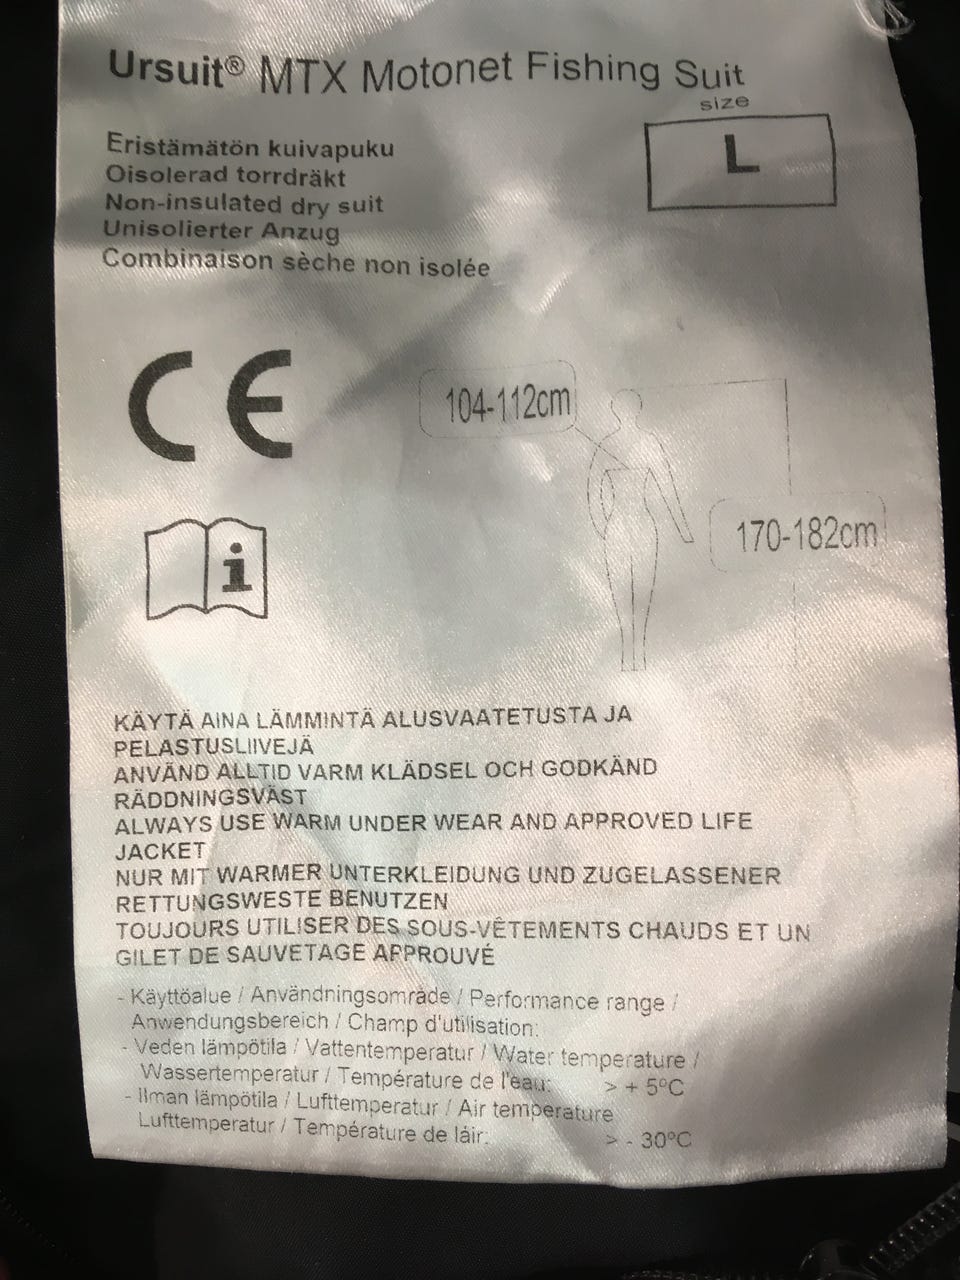 Ursuit® MTX Motonet Fishing Suit
size
L
Eristämätön kuivapuku
Oisolerad torrdräkt
Non-insulated dry suit
Unisolierter Anzug
Combinaison sèche non isolée
CE
104-112cm
170-182cm
i
KÄYTÄ AINA LÄMMINTÄ ALUSVAATETUSTA JA
PELASTUSLIIVEJÄ
ANVÄND ALLTID VARM KLÄDSEL OCH GODKÄND
RÄDDNINGSVÄST
ALWAYS USE WARM UNDER WEAR AND APPROVED LIFE
JACKET
NUR MIT WARMER UNTERKLEIDUNG UND ZUGELASSENER
RETTUNGSWESTE BENUTZEN
TOUJOURS UTILISER DES SOUS-VÊTEMENTS CHAUDS ET UN
GILET DE SAUVETAGE APPROUVÉ
- Käyttöalue / Användningsområde / Performance range /
Anwendungsbereich / Champ d'utilisation:
- Veden lämpötila / Vattentemperatur / Water temperature /
Wassertemperatur / Température de l'eau: > + 5°C
- Ilman lämpötila / Lufttemperatur / Air temperature
Lufttemperatur / Température de láir: > - 30°C